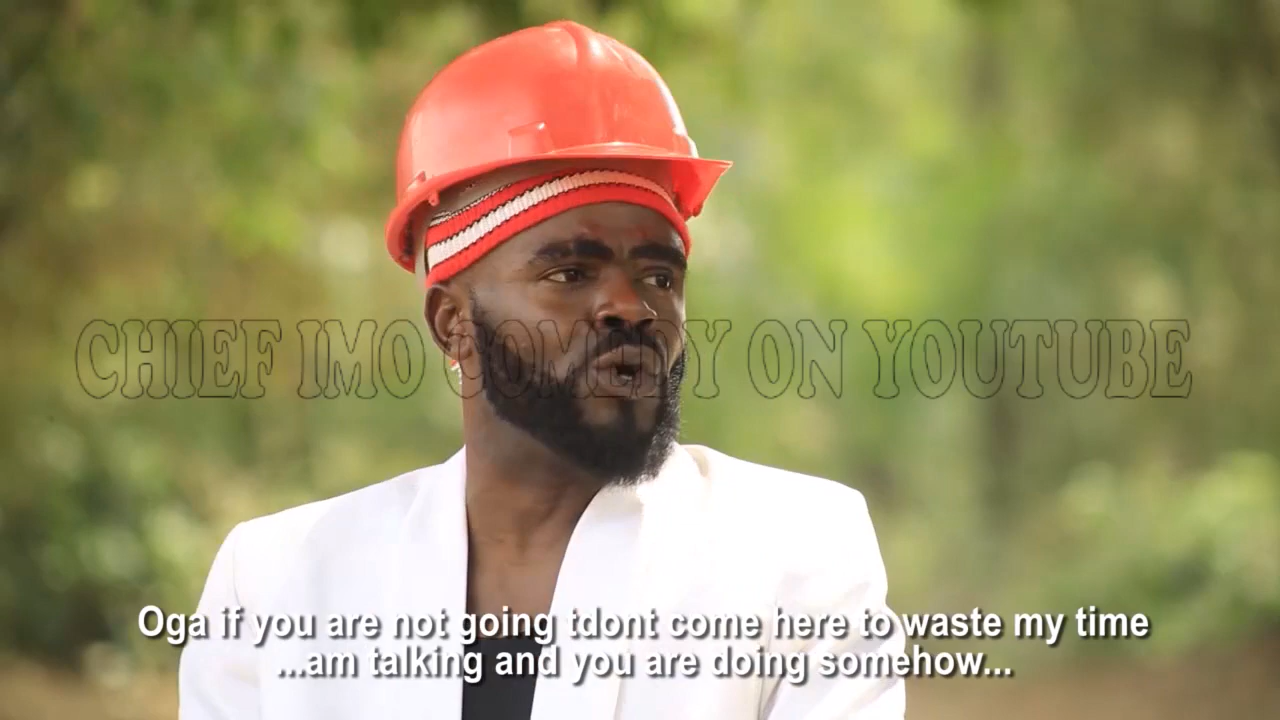 CHIEF IMO COMEDY ON YOUTUBE
Oga if you are not going tdont come here to waste my time
...am talking and you are doing somehow...